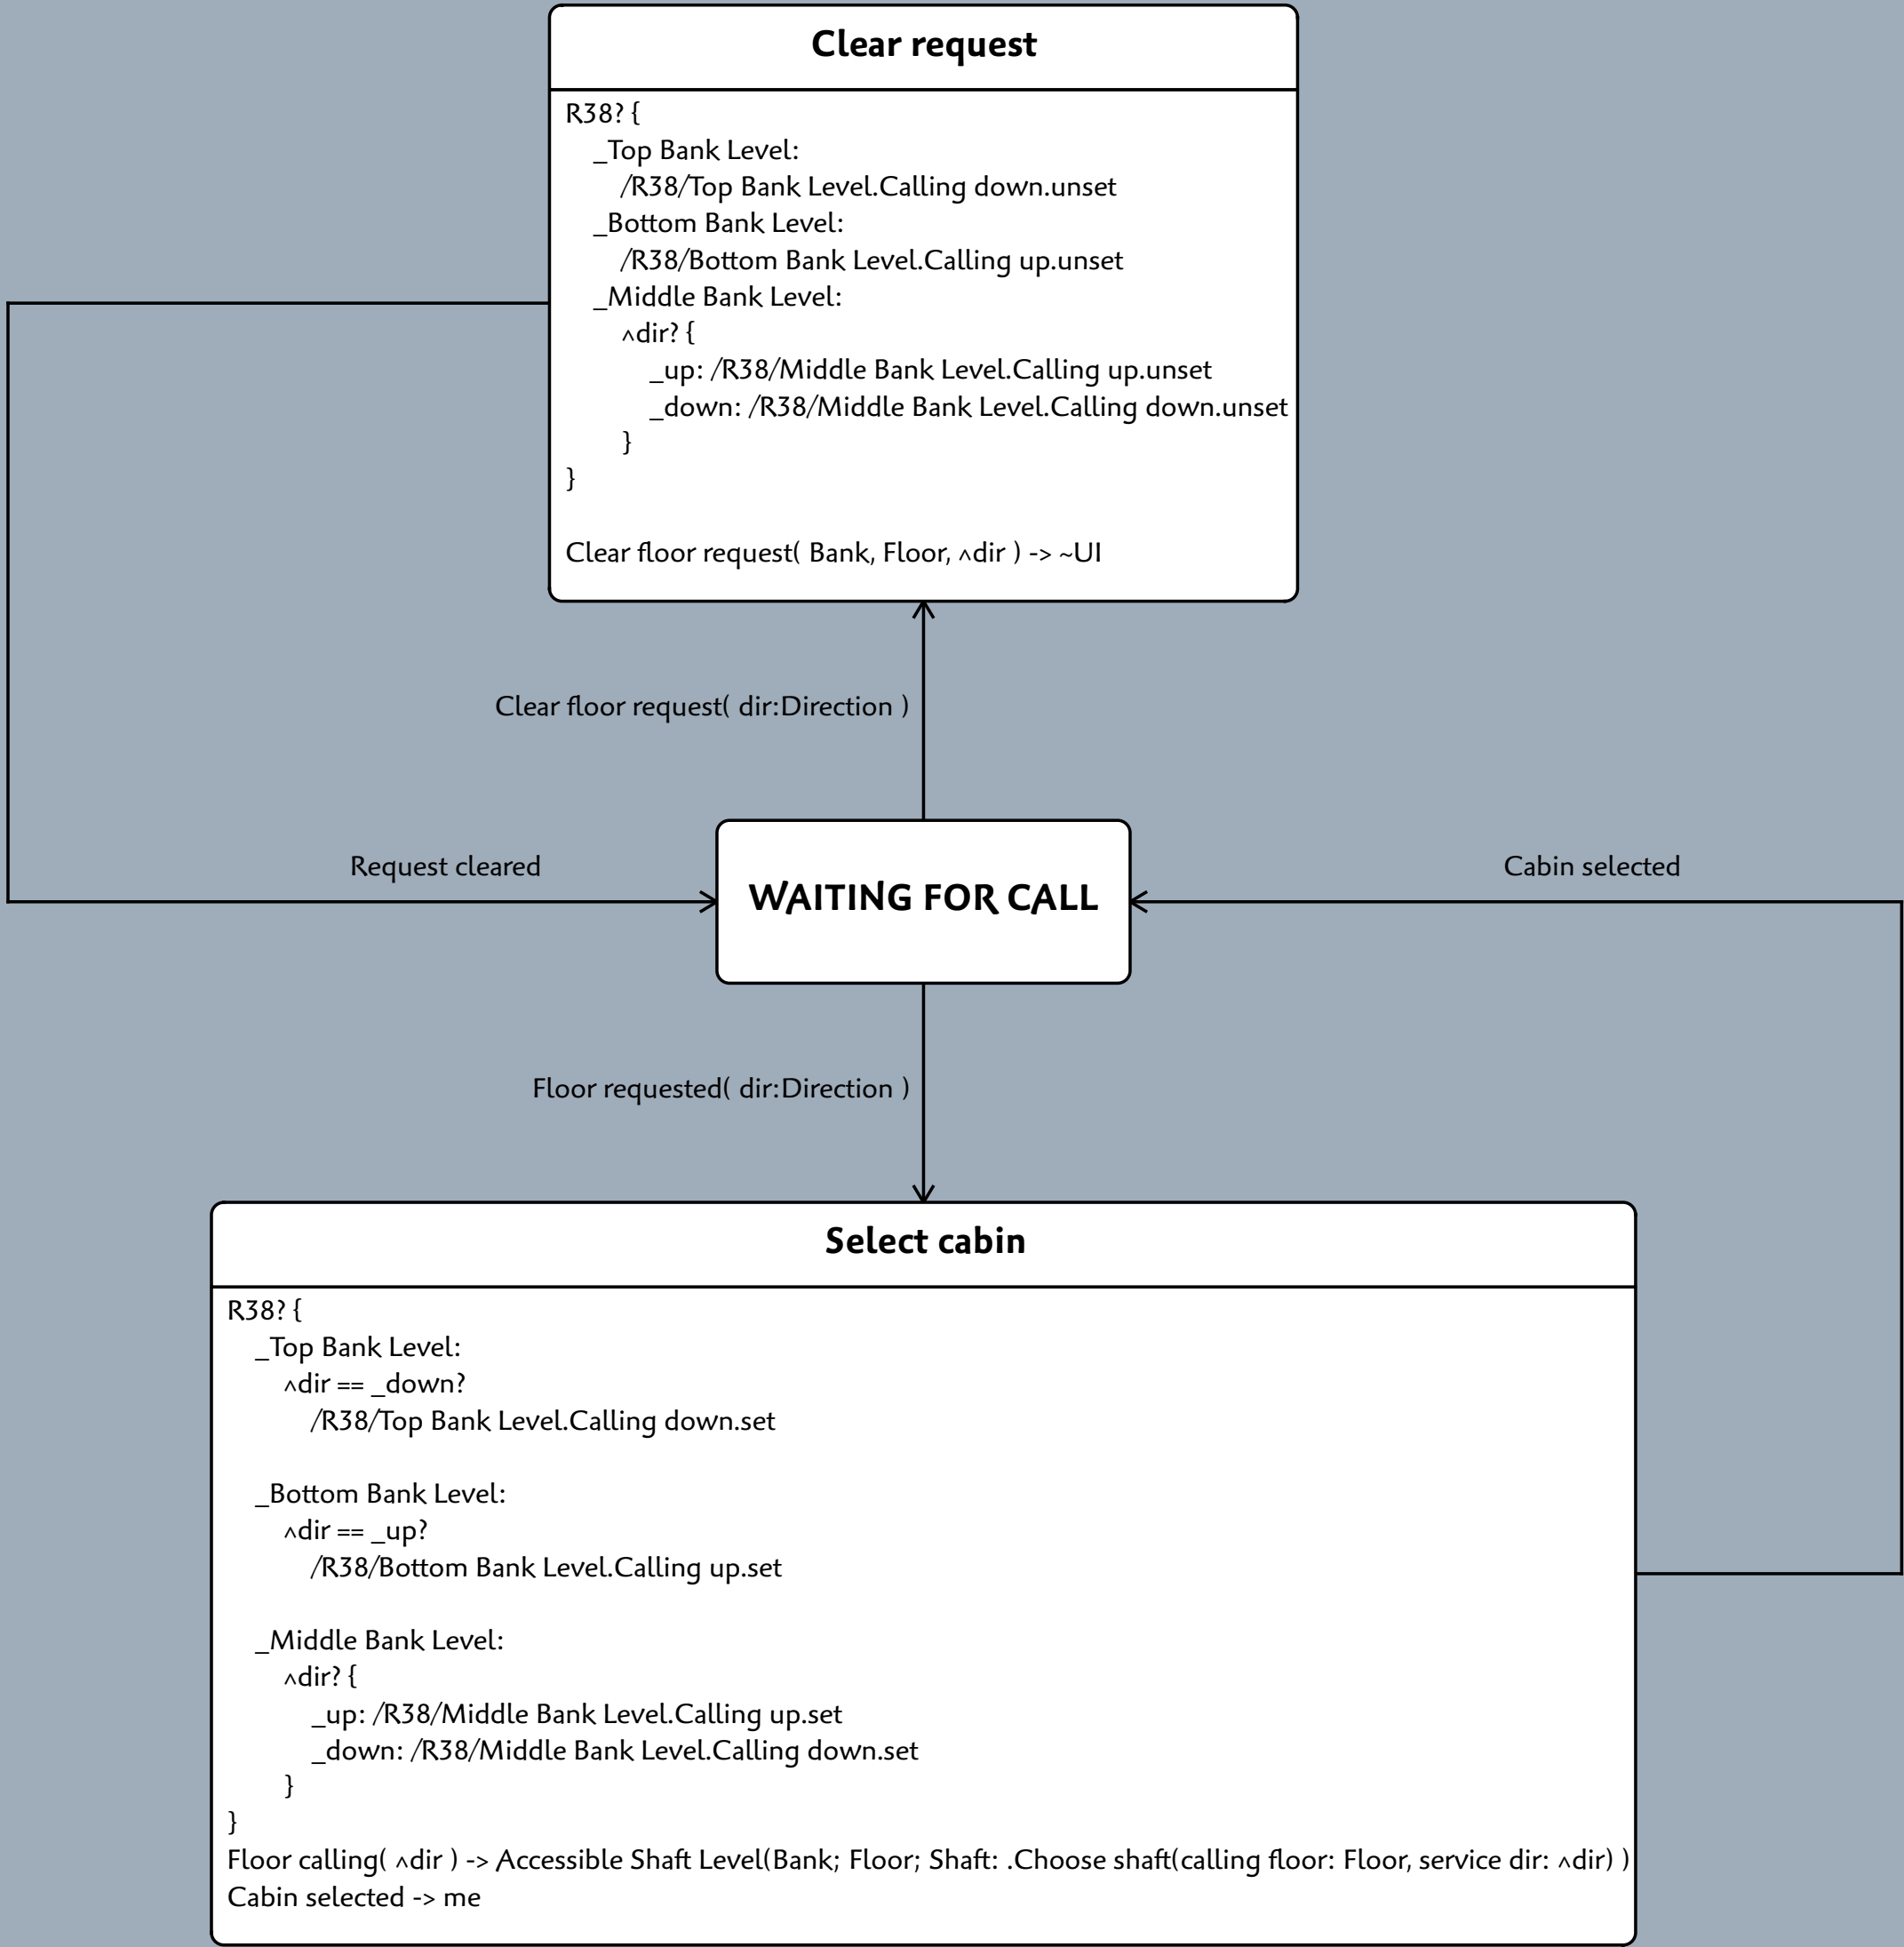 Clear request
R38? {
_Top Bank Level:
/R38/Top Bank Level.Calling down.unset
_Bottom Bank Level:
/R38/Bottom Bank Level.Calling up.unset
_Middle Bank Level:
^dir? {
_up: /R38/Middle Bank Level.Calling up.unset
_down: /R38/Middle Bank Level.Calling down.unset
}
}
Clear floor request( Bank, Floor, ^dir ) -> ~UI
Clear floor request( dir:Direction )
Request cleared
WAITING FOR CALL
Cabin selected
Floor requested( dir:Direction )
Select cabin
R38? {
_Top Bank Level:
^dir == _down?
/R38/Top Bank Level.Calling down.set
_Bottom Bank Level:
^dir == _up?
/R38/Bottom Bank Level.Calling up.set
_Middle Bank Level:
^dir? {
_up: /R38/Middle Bank Level.Calling up.set
_down: /R38/Middle Bank Level.Calling down.set
}
}
Floor calling( ^dir ) -> Accessible Shaft Level(Bank; Floor; Shaft: .Choose shaft(calling floor: Floor, service dir: ^dir) )
Cabin selected -> me